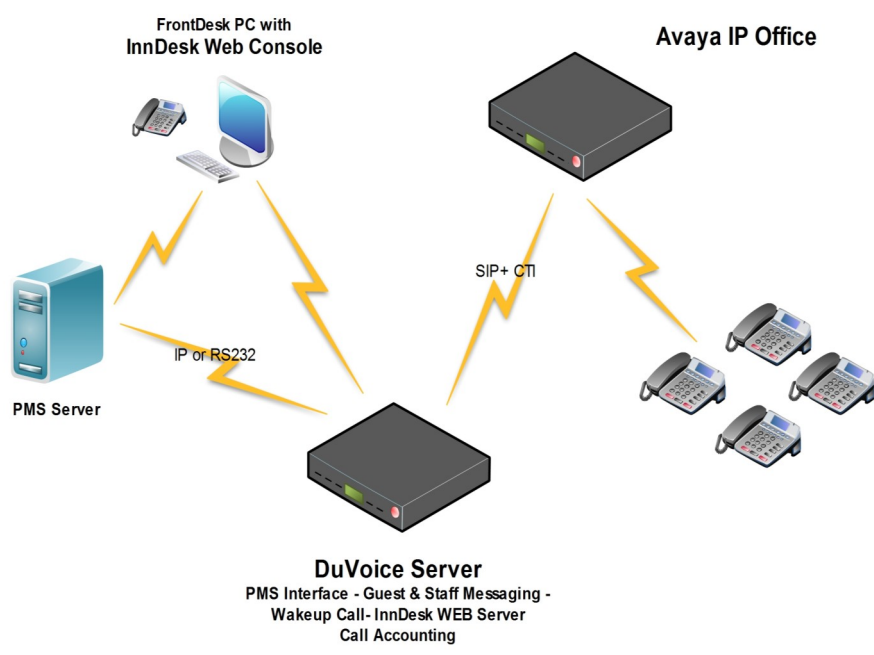 FrontDesk PC with
InnDesk Web Console
Avaya IP Office
SIP+ CTI
IP or RS232
PMS Server
DuVoice Server
PMS Interface - Guest & Staff Messaging -
Wakeup Call- InnDesk WEB Server
Call Accounting